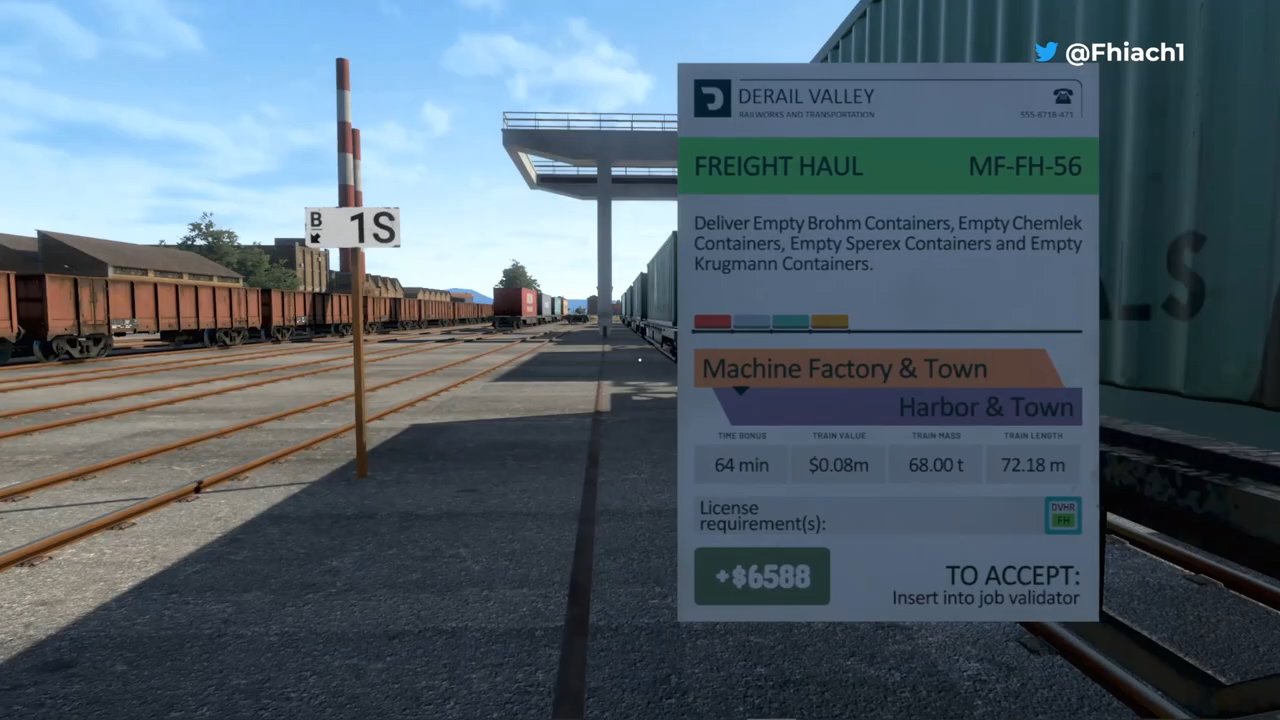 @Fhiach1
DERAIL VALLEY
RAILWORKS AND TRANSPORTATION
555-8718-471
FREIGHT HAUL MF-FH-56
Deliver Empty Brohm Containers, Empty Chemlek
Containers, Empty Sperex Containers and Empty
Krugmann Containers.
Machine Factory & Town
Harbor & Town
TIME BONUS TRAIN VALUE TRAIN MASS TRAIN LENGTH
64 min $0.08m 68.00 t 72.18 m
License
requirement(s):
DVHR
FH
+$6588
TO ACCEPT:
Insert into job validator
B 1S
LS